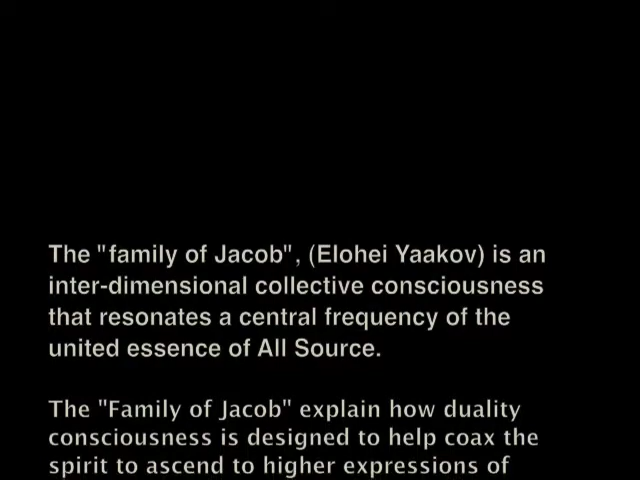 The "family of Jacob", (Elohei Yaakov) is an
inter-dimensional collective consciousness
that resonates a central frequency of the
united essence of All Source.
The "Family of Jacob" explain how duality
consciousness is designed to help coax the
spirit to ascend to higher expressions of